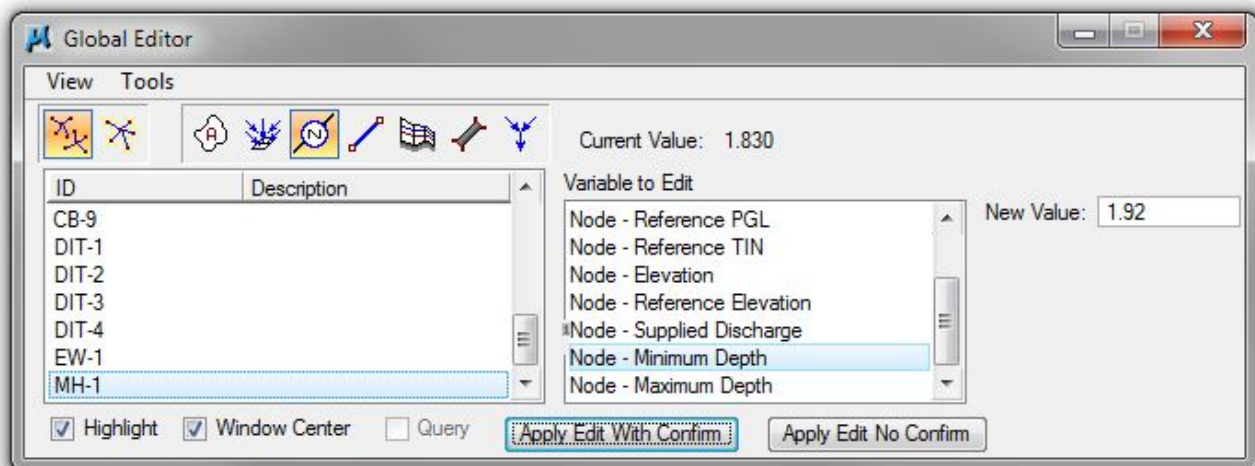 Global Editor
View Tools
Current Value: 1.830
ID Description
CB-9
DIT-1
DIT-2
DIT-3
DIT-4
EW-1
MH-1
Variable to Edit
Node - Reference PGL
Node - Reference TIN
Node - Elevation
Node - Reference Elevation
Node - Supplied Discharge
Node - Minimum Depth
Node - Maximum Depth
New Value: 1.92
Highlight Window Center Query Apply Edit With Confirm Apply Edit No Confirm